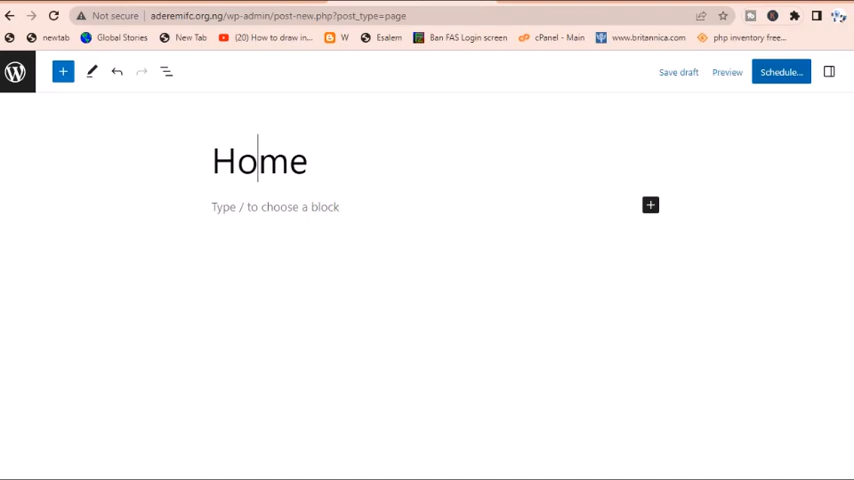 Not secure aderemifc.org.ng/wp-admin/post-new.php?post_type=page
newtab Global Stories New Tab (20) How to draw in... W Esalem Ban FAS Login screen cPanel - Main www.britannica.com php inventory free...
Save draft Preview Schedule...
Home
Type / to choose a block